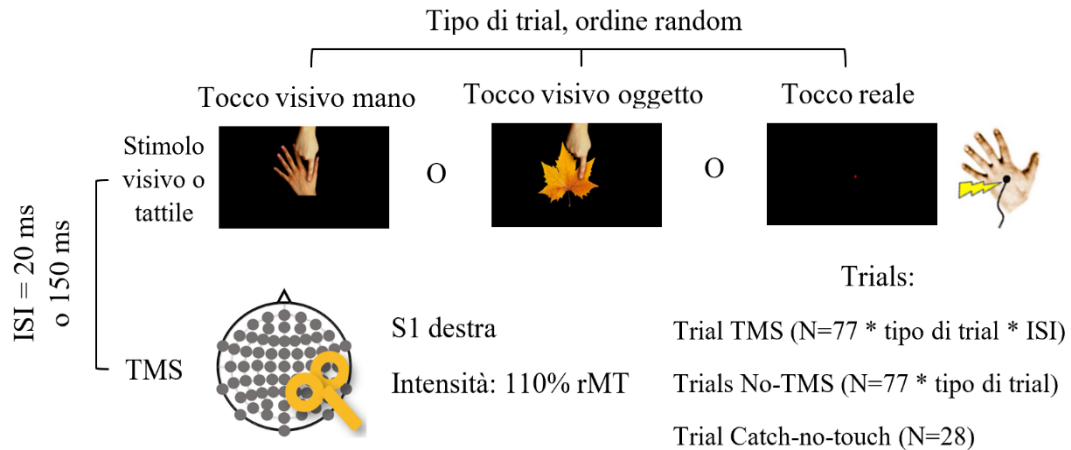 Tipo di trial, ordine random
Tocco visivo mano
Tocco visivo oggetto
Tocco reale
Stimolo
visivo o
tattile
O
O
ISI = 20 ms
o 150 ms
TMS
S1 destra
Intensità: 110% rMT
Trials:
Trial TMS (N=77 * tipo di trial * ISI)
Trials No-TMS (N=77 * tipo di trial)
Trial Catch-no-touch (N=28)